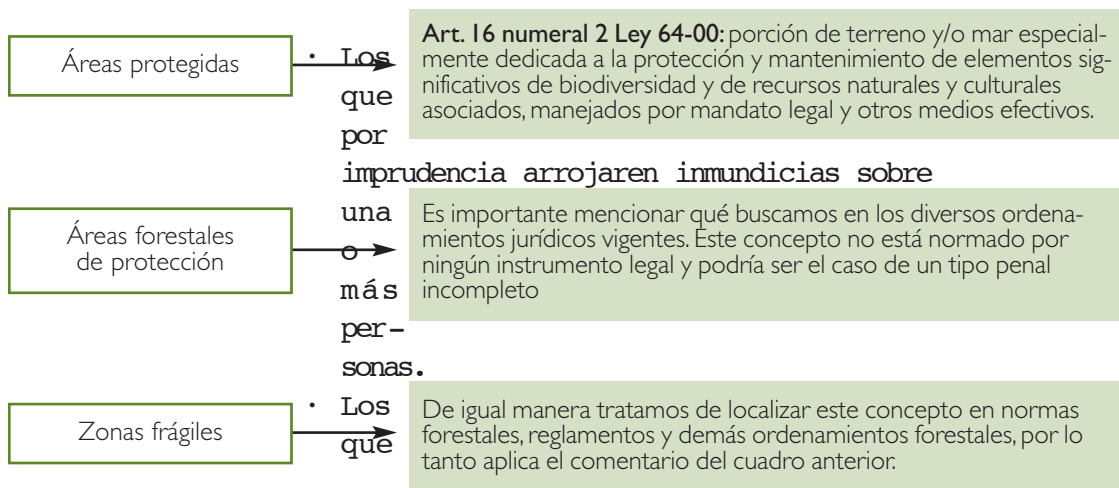 Áreas protegidas
Art. 16 numeral 2 Ley 64-00: porción de terreno y/o mar especial-
mente dedicada a la protección y mantenimiento de elementos sig-
nificativos de biodiversidad y de recursos naturales y culturales
asociados, manejados por mandato legal y otros medios efectivos.
· Los
que
por
imprudencia arrojaren inmundicias sobre
una
o
más
per-
sonas.
Áreas forestales
de protección
Es importante mencionar qué buscamos en los diversos ordena-
mientos jurídicos vigentes. Este concepto no está normado por
ningún instrumento legal y podría ser el caso de un tipo penal
incompleto
· Los
que
Zonas frágiles
De igual manera tratamos de localizar este concepto en normas
forestales, reglamentos y demás ordenamientos forestales, por lo
tanto aplica el comentario del cuadro anterior.